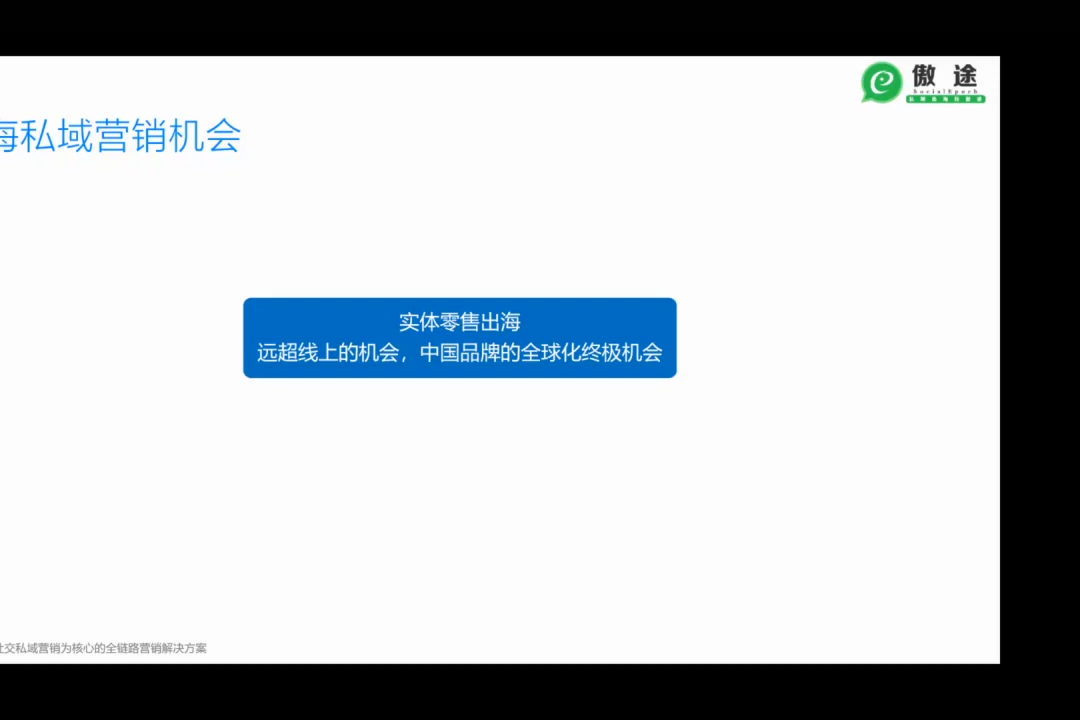 傲途
SocialEpoch
海私域营销机会
实体零售出海
远超线上的机会，中国品牌的全球化终极机会
社交私域营销为核心的全链路营销解决方案